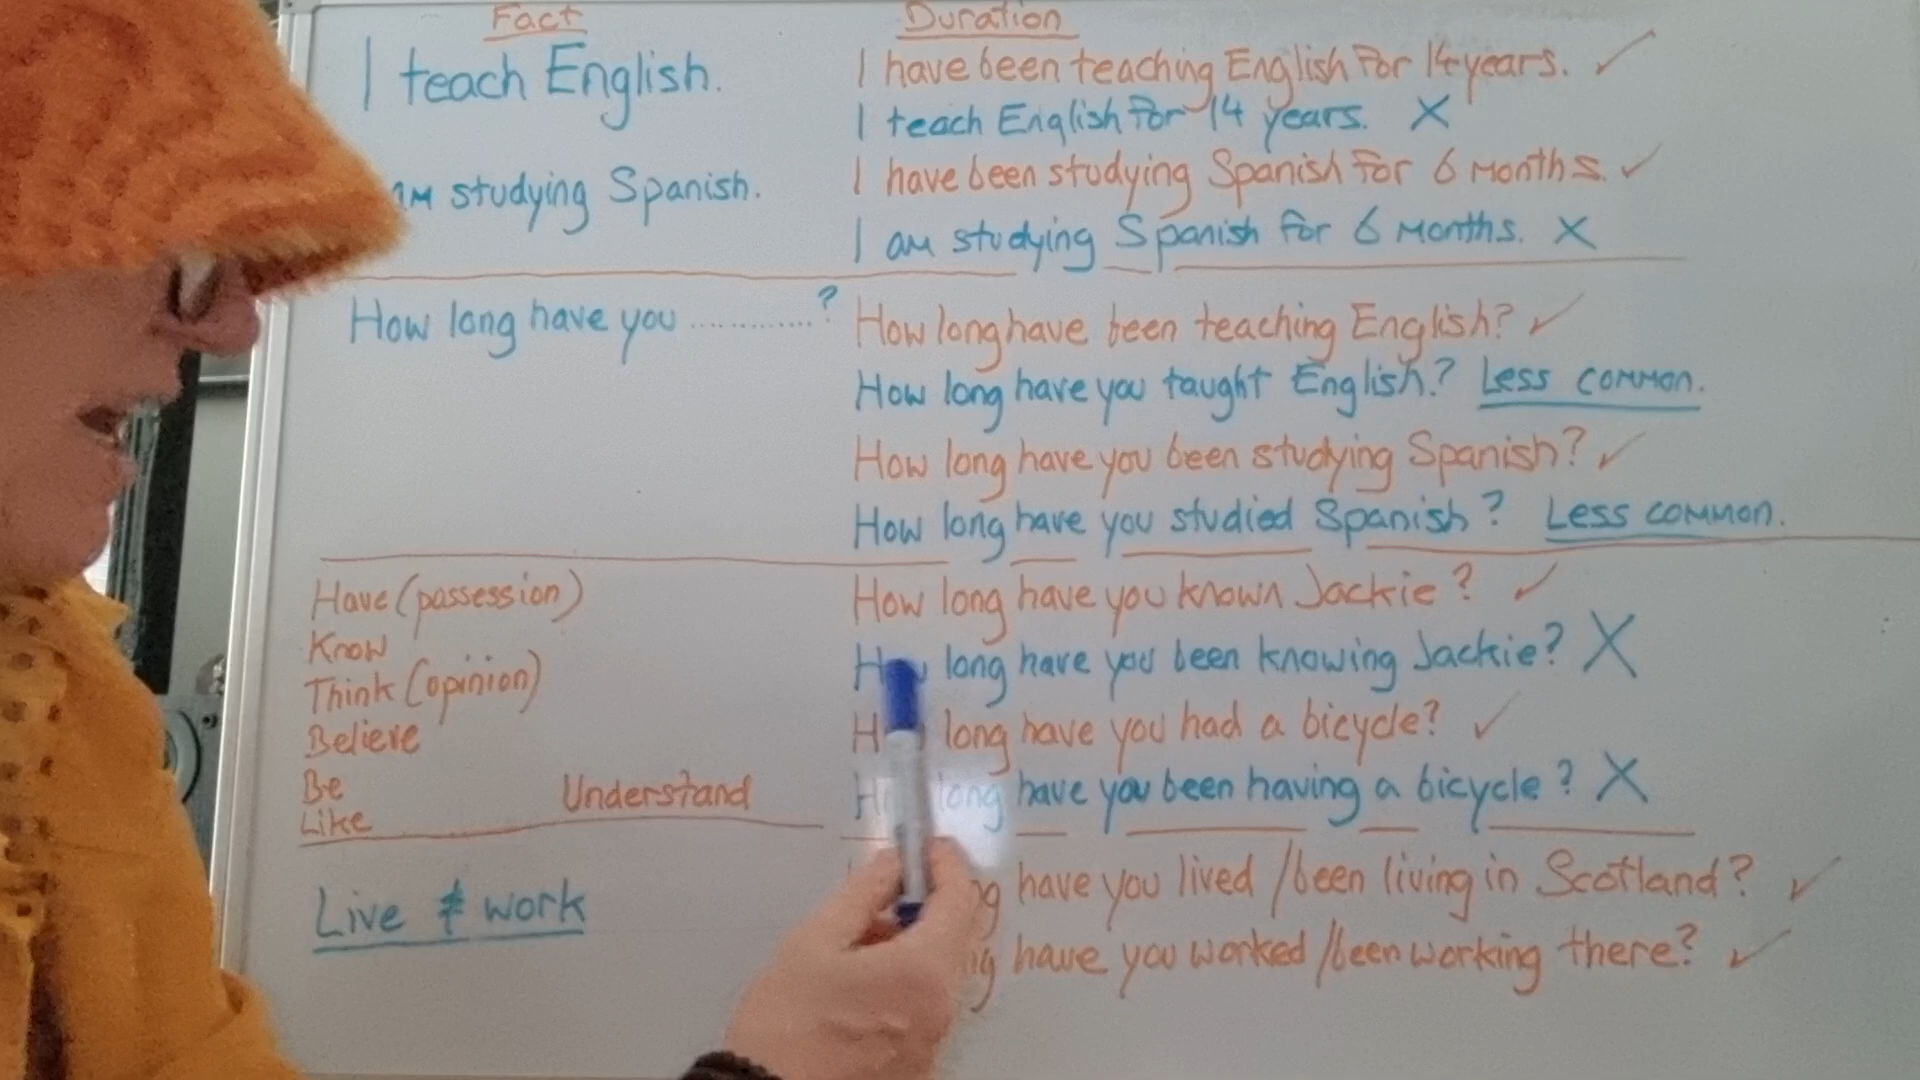 Fact
I teach English.
am studying Spanish.
Duration
I have been teaching English for 14 years. ✓
I teach English for 14 years. X
I have been studying Spanish for 6 months. ✓
I am studying Spanish for 6 months. X
How long have you .............?
How long have been teaching English? ✓
How long have you taught English? Less common.
How long have you been studying Spanish? ✓
How long have you studied Spanish? Less common.
Have (possession)
Know
Think (opinion)
Believe
Be
Understand
Like
How long have you known Jackie? ✓
How long have you been knowing Jackie? X
How long have you had a bicycle? ✓
long have you been having a bicycle? X
Live & work
have you lived / been living in Scotland? ✓
have you worked / been working there? ✓